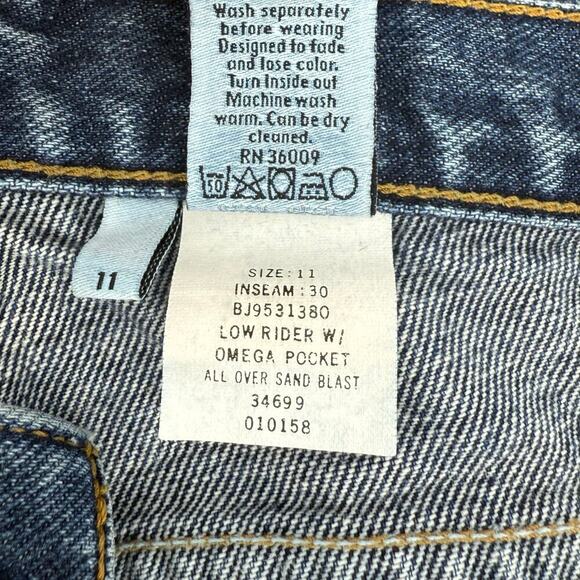 Wash separately
before wearing
Designed to fade
and lose color.
Turn Inside out
Machine wash
warm. Can be dry
cleaned.
RN 36009
50
11
SIZE: 11
INSEAM: 30
BJ9531380
LOW RIDER W/
OMEGA POCKET
ALL OVER SAND BLAST
34699
010158